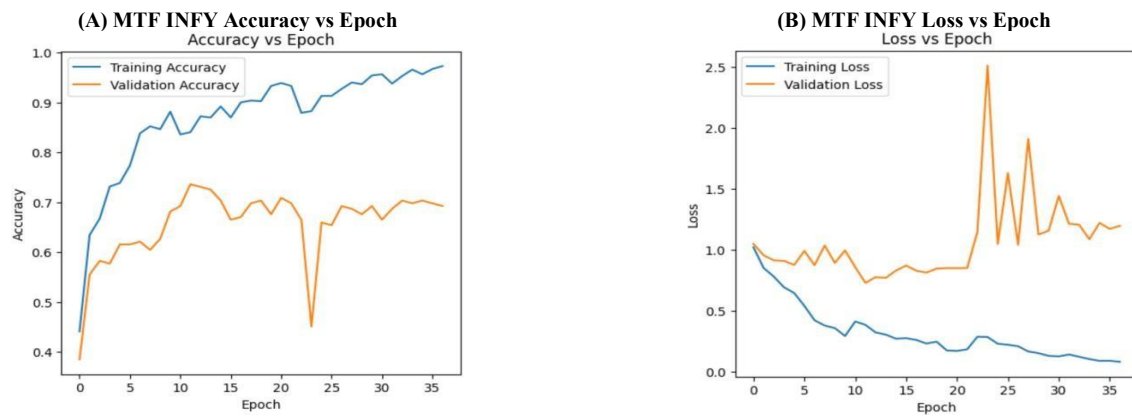 (A) MTF INFY Accuracy vs Epoch
Accuracy vs Epoch
Training Accuracy
Validation Accuracy
1.0
0.9
0.8
0.7
0.6
0.5
0.4
Accuracy
0 5 10 15 20 25 30 35
Epoch
(B) MTF INFY Loss vs Epoch
Loss vs Epoch
Training Loss
Validation Loss
2.5
2.0
1.5
1.0
0.5
0.0
Loss
0 5 10 15 20 25 30 35
Epoch